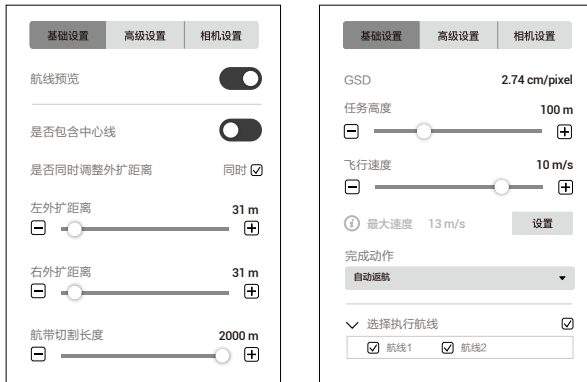 基础设置 高级设置 相机设置
航线预览
是否包含中心线
是否同时调整外扩距离 同时
左外扩距离 31 m
右外扩距离 31 m
航带切割长度 2000 m
基础设置 高级设置 相机设置
GSD 2.74 cm/pixel
任务高度 100 m
飞行速度 10 m/s
最大速度 13 m/s 设置
完成动作
自动返航
选择执行航线
航线1 航线2